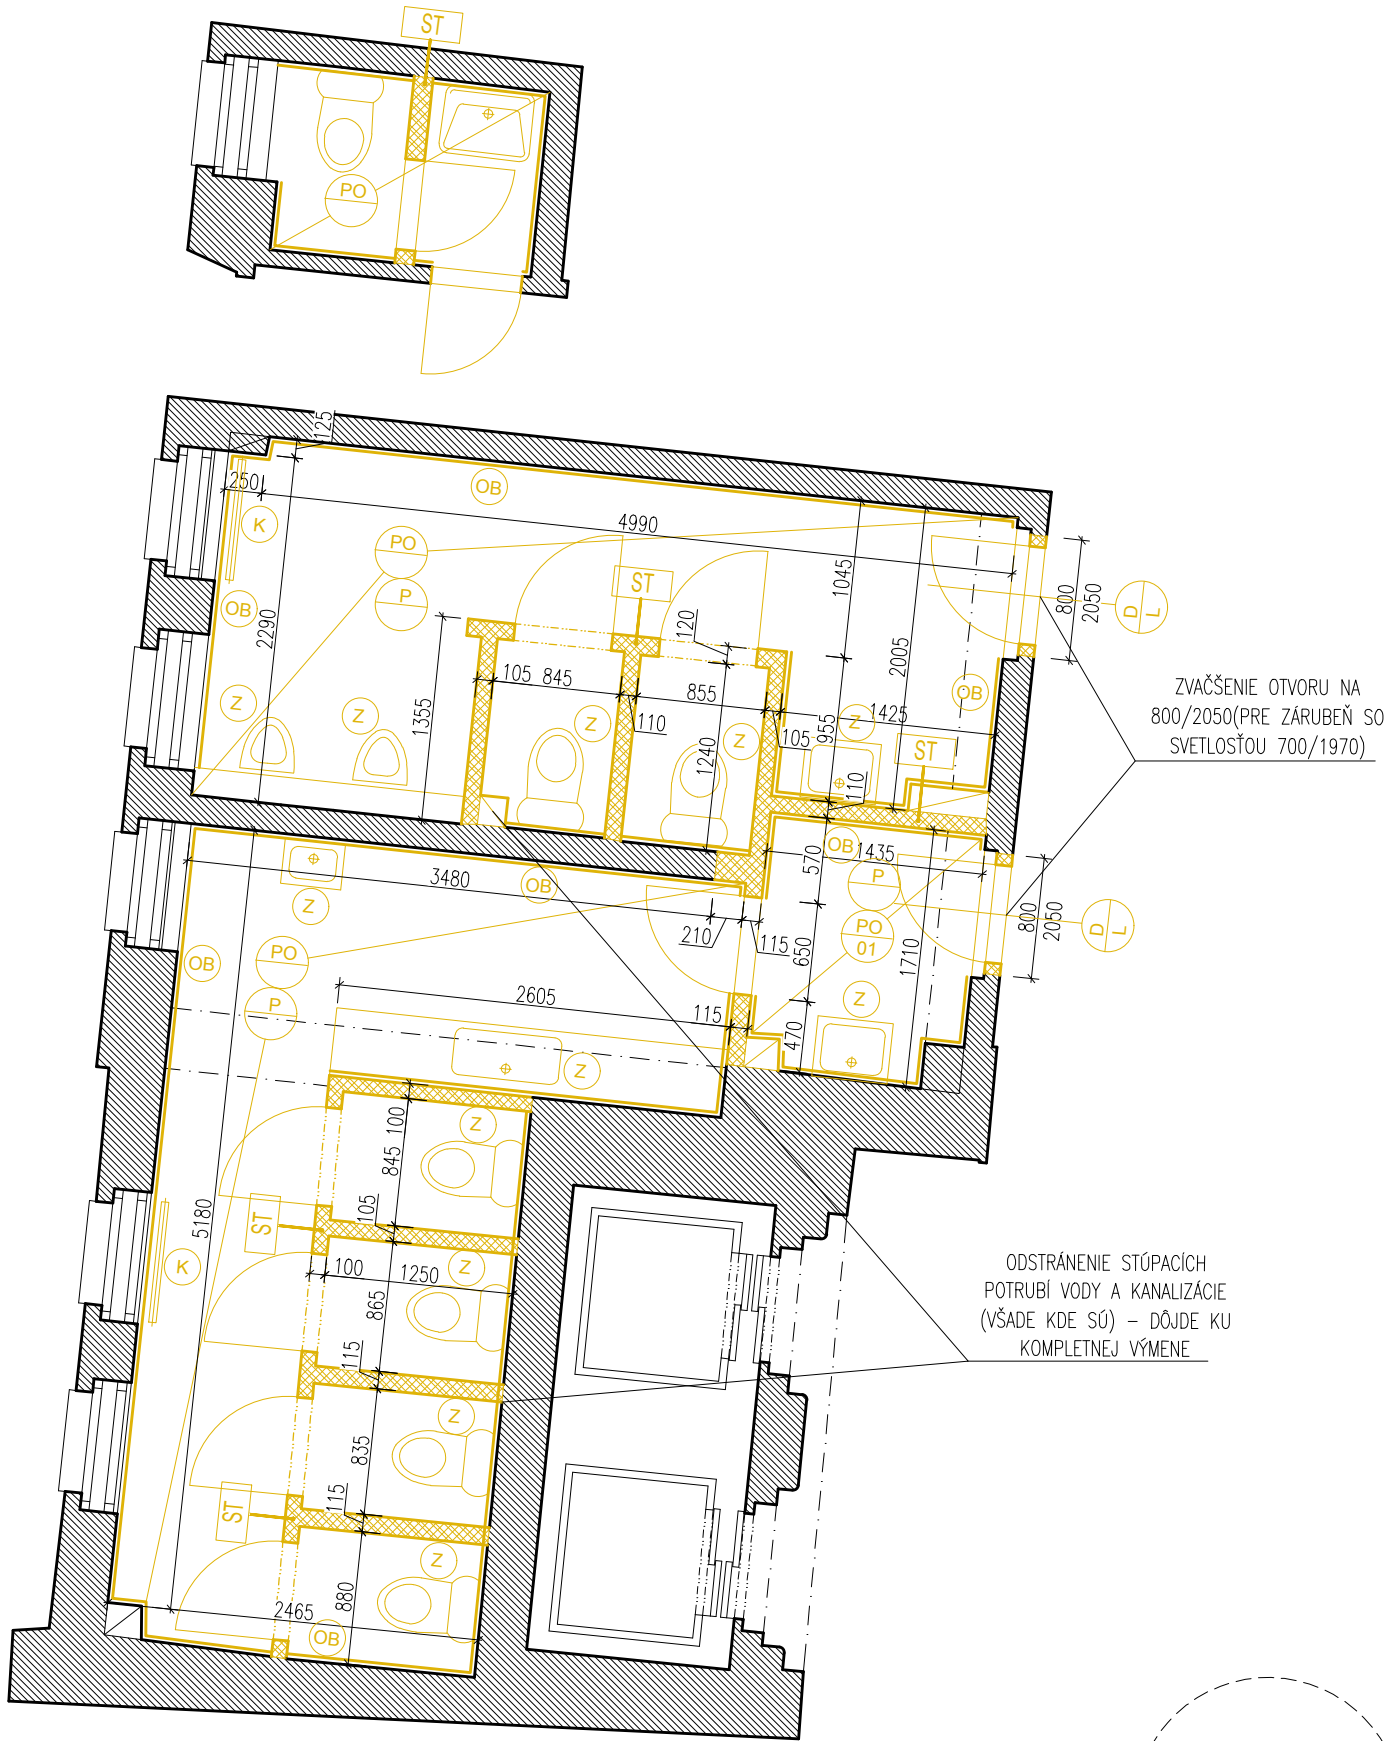 ST
PO
125
250
OB
K
4990
PO
P
OB
2290
ST
1045
800
2050
D
L
120
2005
105
845
855
1355
110
Z
Z
Z
Z
1240
105
955
Z
1425
OB
ST
110
ZVAČŠENIE OTVORU NA
800/2050(PRE ZÁRUBEŇ SO
SVETLOSŤOU 700/1970)
3480
OB
Z
OB
570
1435
P
PO
01
800
2050
D
L
210
115
650
1710
OB
PO
P
2605
115
470
Z
Z
Z
100
845
105
ST
5180
K
100
1250
Z
865
115
ODSTRÁNENIE STÚPACÍCH
POTRUBÍ VODY A KANALIZÁCIE
(VŠADE KDE SÚ) – DÔJDE KU
KOMPLETNEJ VÝMENE
Z
835
115
ST
Z
880
2465
OB